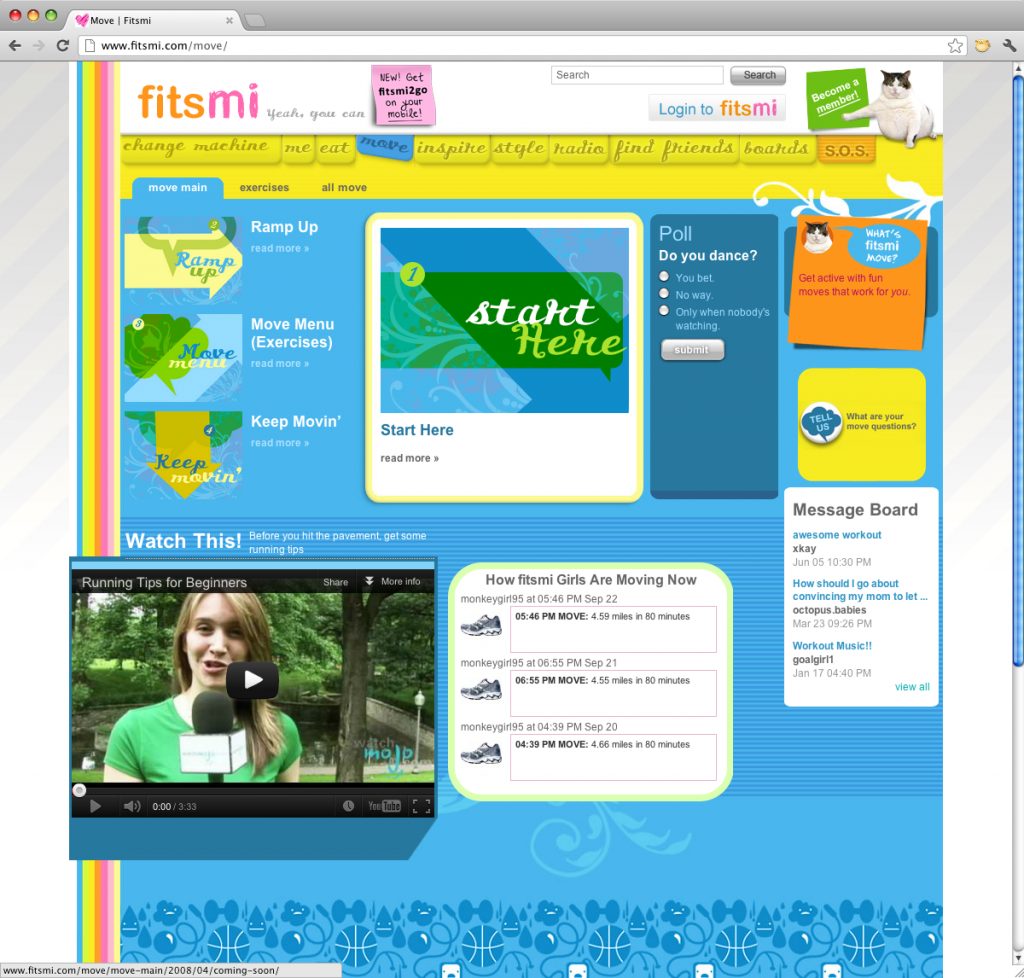 Move | Fitsmi
www.fitsmi.com/move/
fitsmi
Yeah, you can
NEW! Get
fitsmi2go
on your
mobile!
Search
Search
Login to fitsmi
Become a
member!
change machine
me
eat
move
inspire
style
radio
find friends
boards
S.O.S.
move main
exercises
all move
2
Ramp
up
Ramp Up
read more »
3
Move
menu
Move Menu
(Exercises)
read more »
4
Keep
movin'
Keep Movin'
read more »
1
start
Here
Start Here
read more »
Poll
Do you dance?
You bet.
No way.
Only when nobody's
watching.
submit
WHAT'S
fitsmi
MOVE?
Get active with fun
moves that work for you.
TELL
US
What are your
move questions?
Message Board
awesome workout
xkay
Jun 05 10:30 PM
How should I go about
convincing my mom to let ...
octopus.babies
Mar 23 09:26 PM
Workout Music!!
goalgirl1
Jan 17 04:40 PM
view all
Watch This!
Before you hit the pavement, get some
running tips
Running Tips for Beginners
Share
More info
watch
mojo
0:00 / 3:33
YouTube
How fitsmi Girls Are Moving Now
monkeygirl95 at 05:46 PM Sep 22
05:46 PM MOVE: 4.59 miles in 80 minutes
monkeygirl95 at 06:55 PM Sep 21
06:55 PM MOVE: 4.55 miles in 80 minutes
monkeygirl95 at 04:39 PM Sep 20
04:39 PM MOVE: 4.66 miles in 80 minutes
www.fitsmi.com/move/move-main/2008/04/coming-soon/